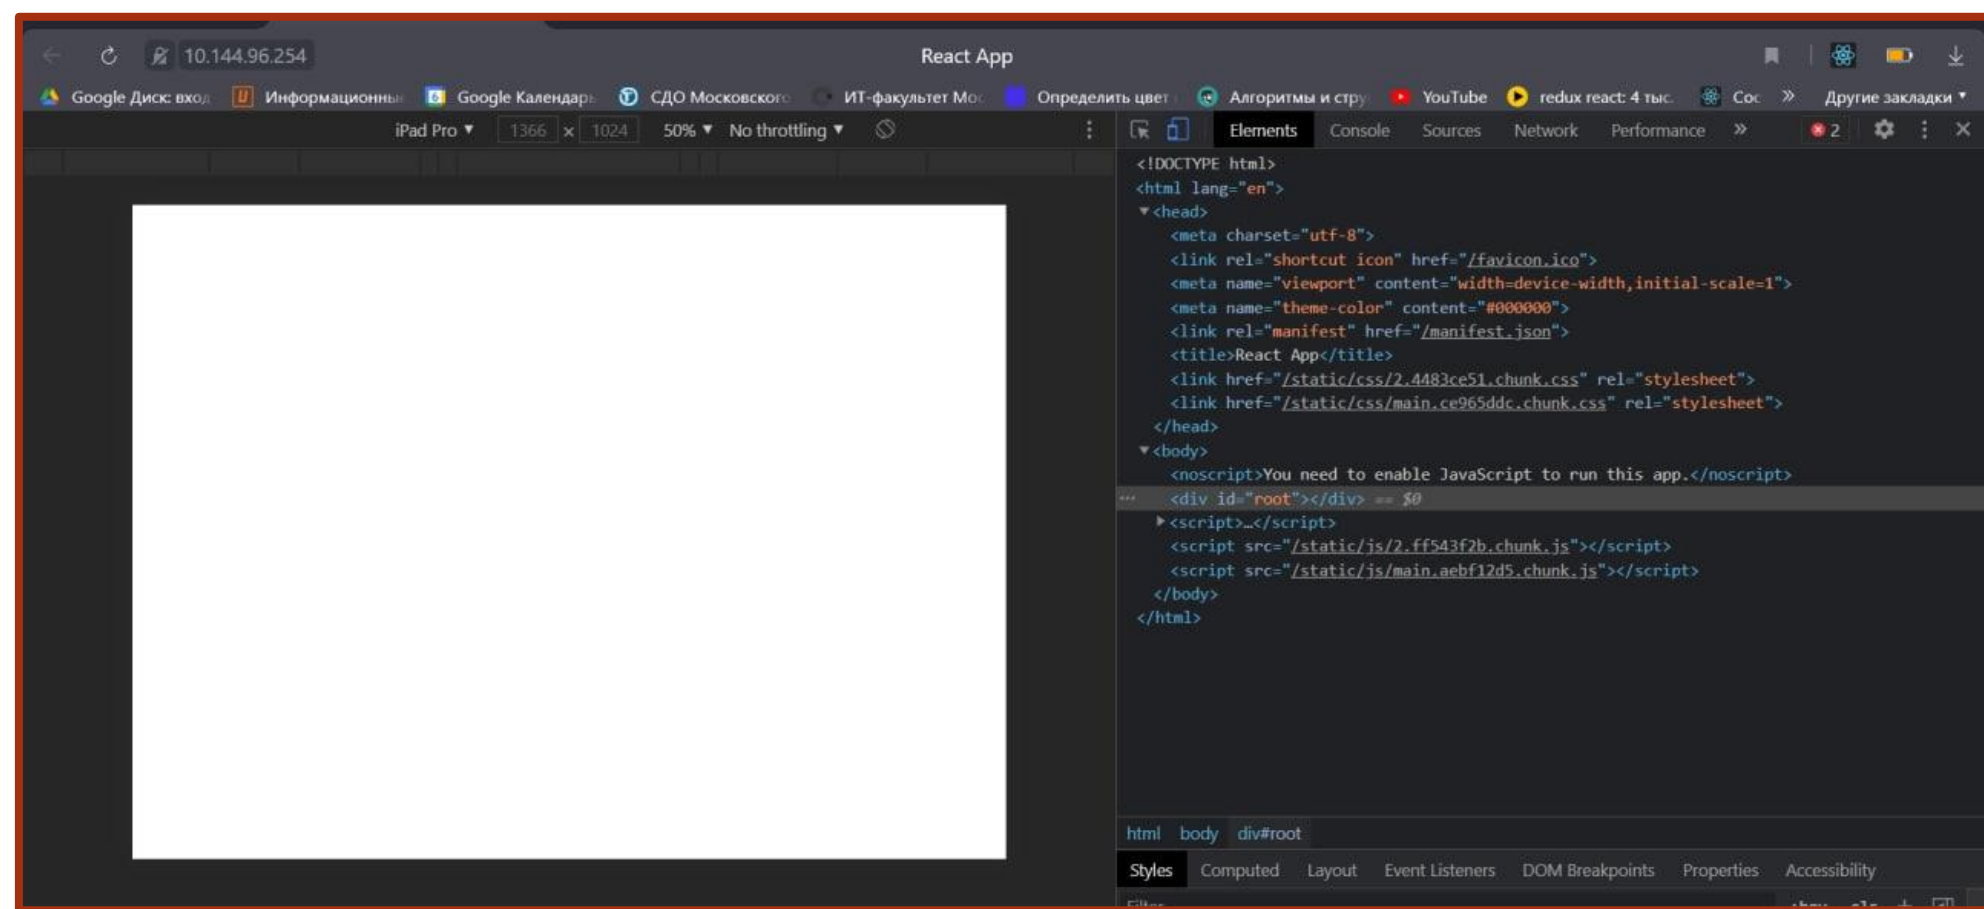 10.144.96.254 React App
Google Диск: вход Информационны Google Календарь СДО Московского ИТ-факультет Мос Определить цвет Алгоритмы и стру YouTube redux react: 4 тыс. Сос » Другие закладки
iPad Pro ▼ 1366 x 1024 50% ▼ No throttling ▼ Elements Console Sources Network Performance » 2
<!DOCTYPE html>
<html lang="en">
▼<head>
<meta charset="utf-8">
<link rel="shortcut icon" href="/favicon.ico">
<meta name="viewport" content="width=device-width,initial-scale=1">
<meta name="theme-color" content="#000000">
<link rel="manifest" href="/manifest.json">
<title>React App</title>
<link href="/static/css/2.4483ce51.chunk.css" rel="stylesheet">
<link href="/static/css/main.ce965ddc.chunk.css" rel="stylesheet">
</head>
▼<body>
<noscript>You need to enable JavaScript to run this app.</noscript>
<div id="root"></div> == $0
▶<script>…</script>
<script src="/static/js/2.ff543f2b.chunk.js"></script>
<script src="/static/js/main.aebf12d5.chunk.js"></script>
</body>
</html>
html body div#root
Styles Computed Layout Event Listeners DOM Breakpoints Properties Accessibility